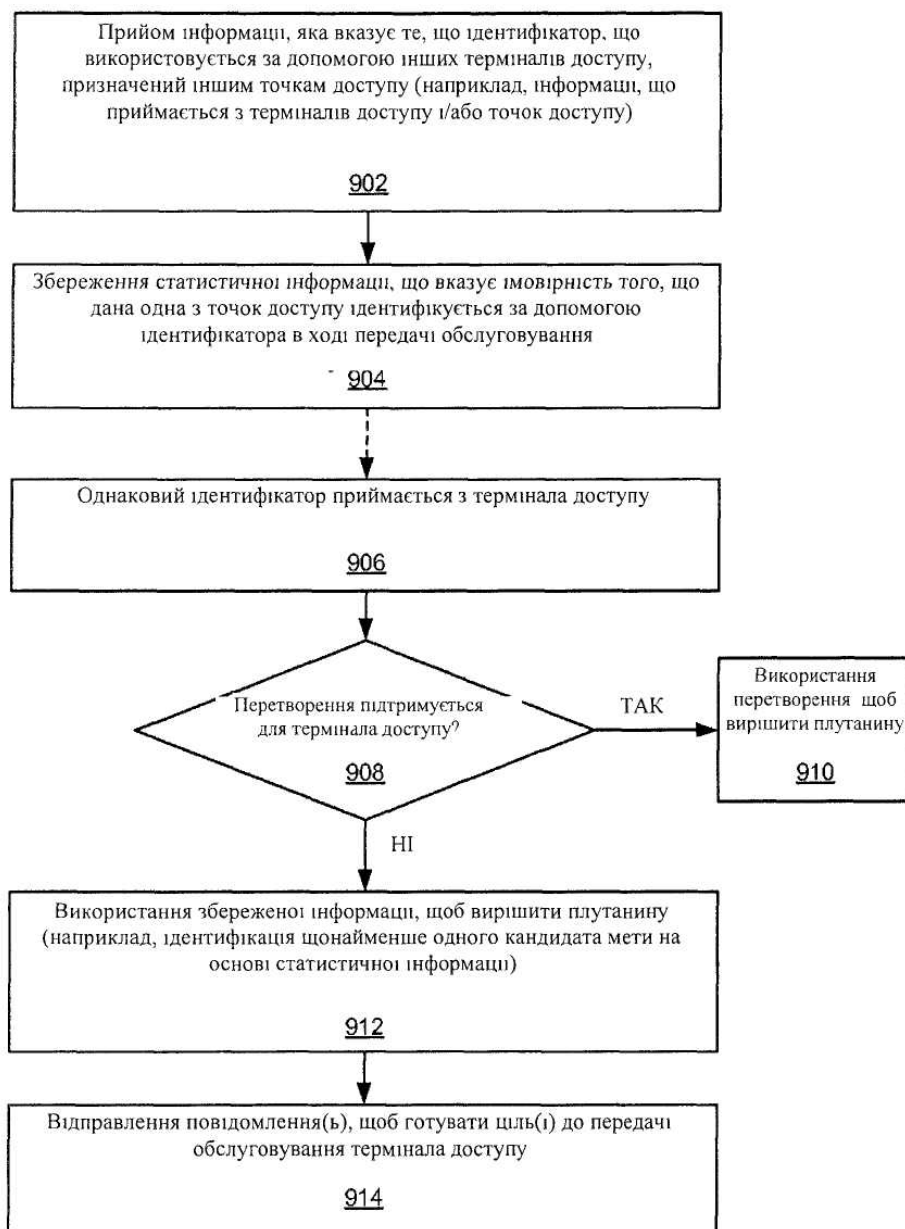 Прийом інформації, яка вказує те, що ідентифікатор, що
використовується за допомогою інших терміналів доступу,
призначений іншим точкам доступу (наприклад, інформації, що
приймається з терміналів доступу і/або точок доступу)
902
Збереження статистичної інформації, що вказує імовірність того, що
дана одна з точок доступу ідентифікується за допомогою
ідентифікатора в ході передачі обслуговування
904
Однаковий ідентифікатор приймається з термінала доступу
906
Перетворення підтримується
для термінала доступу?
908
ТАК
Використання
перетворення щоб
вирішити плутанину
910
НІ
Використання збереженої інформації, щоб вирішити плутанину
(наприклад, ідентифікація щонайменше одного кандидата мети на
основі статистичної інформації)
912
Відправлення повідомлення(ь), щоб готувати ціль(і) до передачі
обслуговування термінала доступу
914